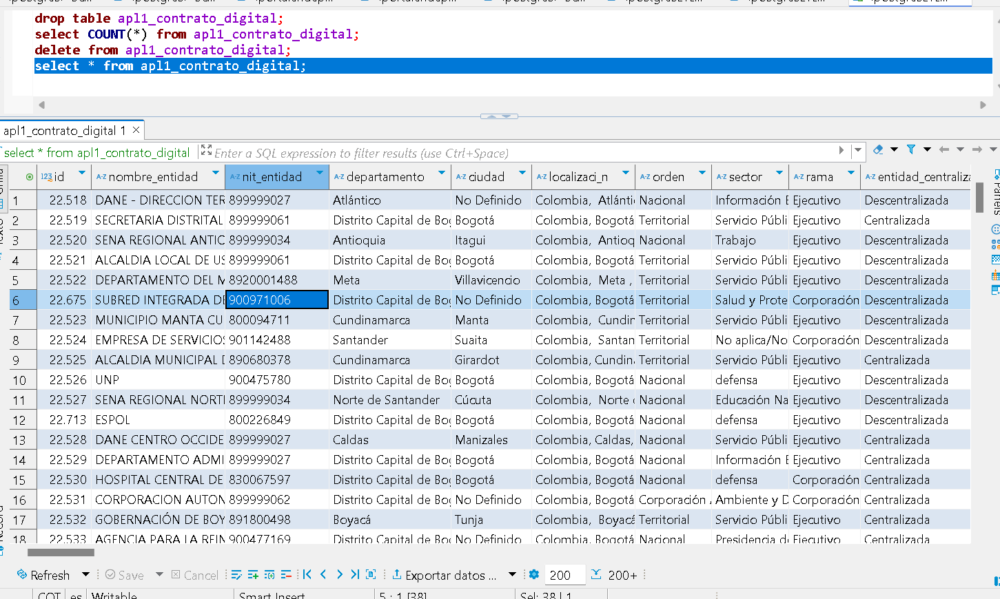 drop table apl1_contrato_digital;
select COUNT(*) from apl1_contrato_digital;
delete from apl1_contrato_digital;
select * from apl1_contrato_digital;
apl1_contrato_digital 1
select * from apl1_contrato_digital Enter a SQL expression to filter results (use Ctrl+Space)
123 id A-Z nombre_entidad A-Z nit_entidad A-Z departamento A-Z ciudad A-Z localizaci_n A-Z orden A-Z sector A-Z rama A-Z entidad_centraliza
1 22.518 DANE - DIRECCION TER 899999027 Atlántico No Definido Colombia, Atlánti Nacional Información E Ejecutivo Descentralizada
2 22.519 SECRETARIA DISTRITAL 899999061 Distrito Capital de Bog Bogotá Colombia, Bogotá Territorial Servicio Públi Ejecutivo Centralizada
3 22.520 SENA REGIONAL ANTIC 899999034 Antioquia Itagui Colombia, Antioq Nacional Trabajo Ejecutivo Descentralizada
4 22.521 ALCALDIA LOCAL DE US 899999061 Distrito Capital de Bog Bogotá Colombia, Bogotá Territorial Servicio Públi Ejecutivo Descentralizada
5 22.522 DEPARTAMENTO DEL M 8920001488 Meta Villavicencio Colombia, Meta , Territorial Servicio Públi Ejecutivo Descentralizada
6 22.675 SUBRED INTEGRADA DE 900971006 Distrito Capital de Bog No Definido Colombia, Bogotá Territorial Salud y Prote Corporación Descentralizada
7 22.523 MUNICIPIO MANTA CU 800094711 Cundinamarca Manta Colombia, Cundin Territorial Servicio Públi Ejecutivo Descentralizada
8 22.524 EMPRESA DE SERVICIOS 901142488 Santander Suaita Colombia, Santan Territorial No aplica/No Corporación Descentralizada
9 22.525 ALCALDIA MUNICIPAL D 890680378 Cundinamarca Girardot Colombia, Cundin Territorial Servicio Públi Ejecutivo Centralizada
10 22.526 UNP 900475780 Distrito Capital de Bog Bogotá Colombia, Bogotá Nacional defensa Ejecutivo Descentralizada
11 22.527 SENA REGIONAL NORTI 899999034 Norte de Santander Cúcuta Colombia, Norte Nacional Educación Na Ejecutivo Descentralizada
12 22.713 ESPOL 800226849 Distrito Capital de Bog Bogotá Colombia, Bogotá Nacional defensa Ejecutivo Descentralizada
13 22.528 DANE CENTRO OCCIDE 899999027 Caldas Manizales Colombia, Caldas, Nacional Servicio Públi Ejecutivo Centralizada
14 22.529 DEPARTAMENTO ADMI 899999027 Distrito Capital de Bog Bogotá Colombia, Bogotá Nacional Información E Ejecutivo Centralizada
15 22.530 HOSPITAL CENTRAL DE 830067597 Distrito Capital de Bog Bogotá Colombia, Bogotá Nacional defensa Corporación Centralizada
16 22.531 CORPORACION AUTON 899999062 Distrito Capital de Bog No Definido Colombia, Bogotá Corporación Ambiente y D Corporación Centralizada
17 22.532 GOBERNACIÓN DE BOY 891800498 Boyacá Tunja Colombia, Boyacá Territorial Servicio Públi Ejecutivo Centralizada
18 22.533 AGENCIA PARA LA REIN 900477169 Distrito Capital de Bog No Definido Colombia, Bogotá Nacional Presidencia de Ejecutivo Centralizada
Refresh Save Cancel Exportar datos ... 200 200+
COT es Writable Smart Insert 5 : 1 [38] Sel: 38 | 1